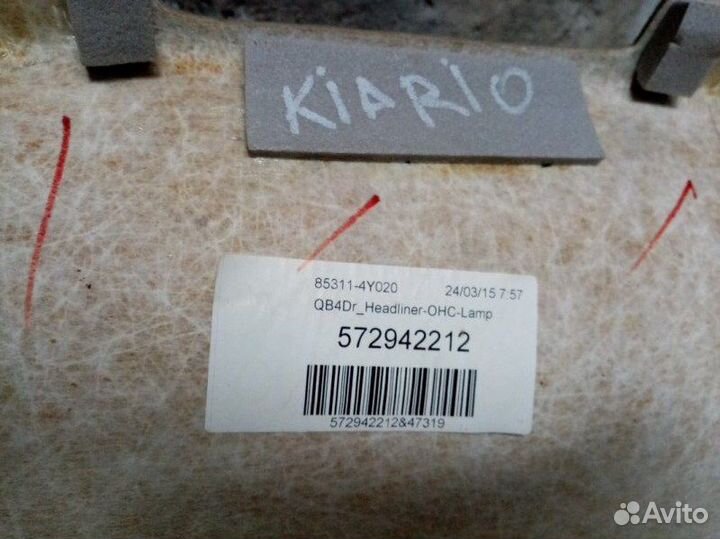 KIARIO
85311-4Y020 24/03/15 7:57
QB4Dr_Headliner-OHC-Lamp
572942212
572942212&47319
Avito